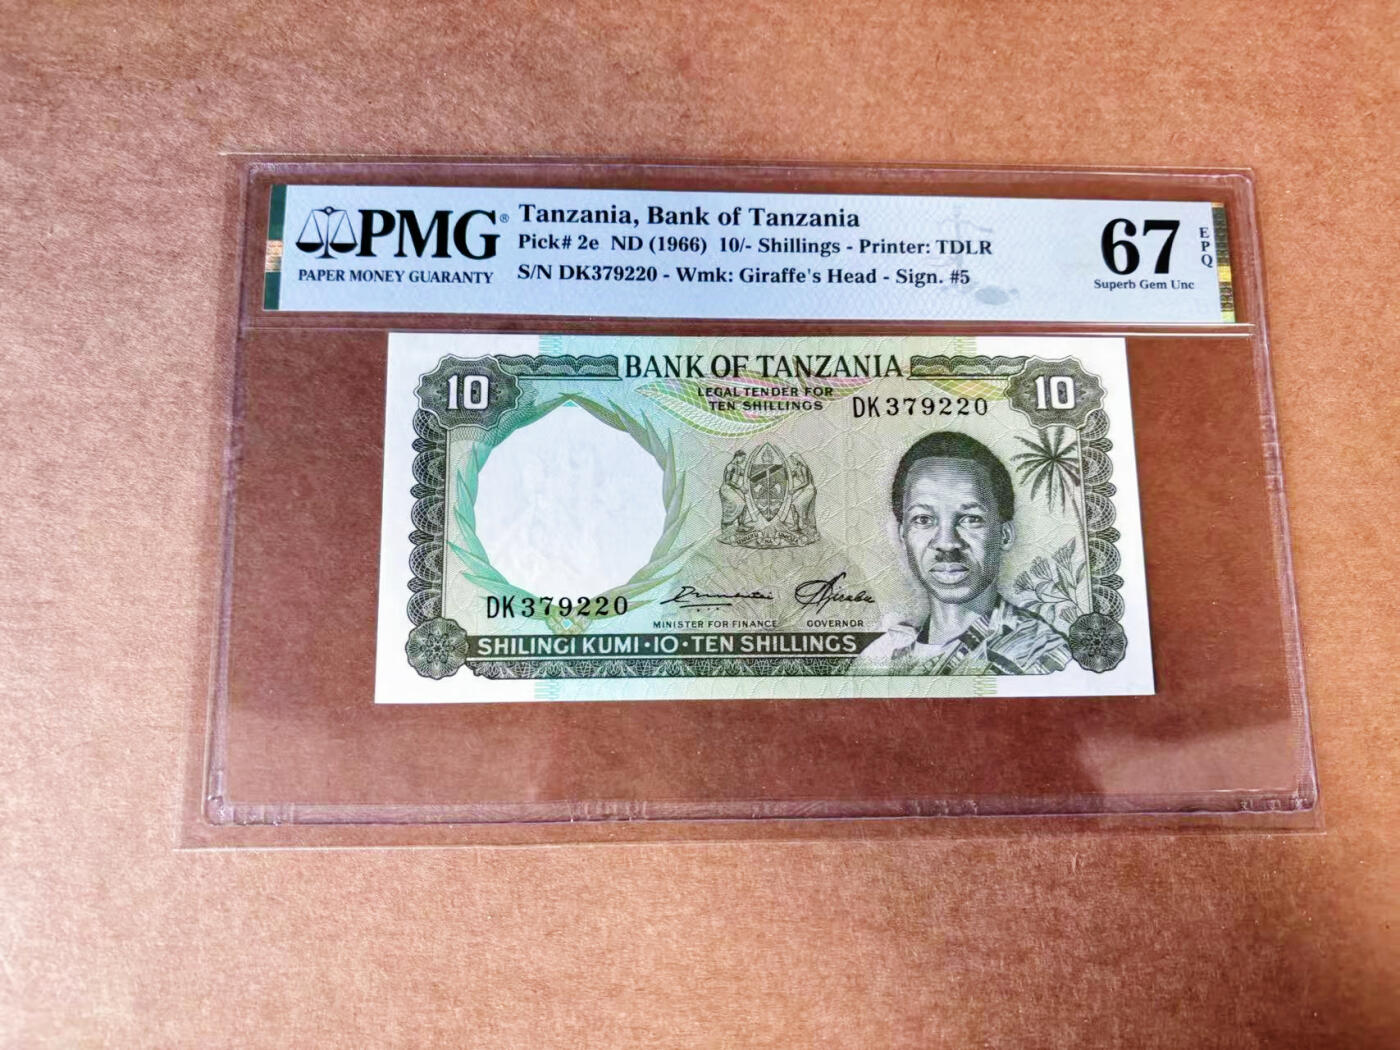 PMG®
PAPER MONEY GUARANTY
Tanzania, Bank of Tanzania
Pick# 2e ND (1966) 10/- Shillings - Printer: TDLR
S/N DK379220 - Wmk: Giraffe's Head - Sign. #5
67
EPQ
Superb Gem Unc
10
BANK OF TANZANIA
10
LEGAL TENDER FOR
TEN SHILLINGS
DK379220
DK379220
MINISTER FOR FINANCE
GOVERNOR
SHILINGI KUMI·10·TEN SHILLINGS